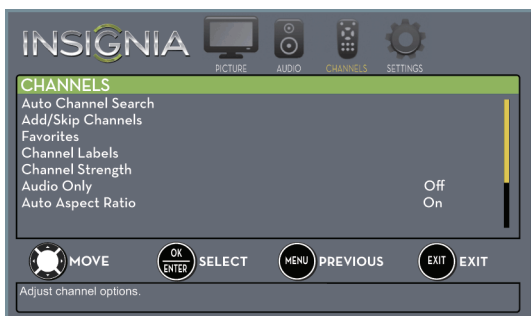 INSIGNIA
PICTURE AUDIO CHANNELS SETTINGS
CHANNELS
Auto Channel Search
Add/Skip Channels
Favorites
Channel Labels
Channel Strength
Audio Only Off
Auto Aspect Ratio On
MOVE OK ENTER SELECT MENU PREVIOUS EXIT EXIT
Adjust channel options.